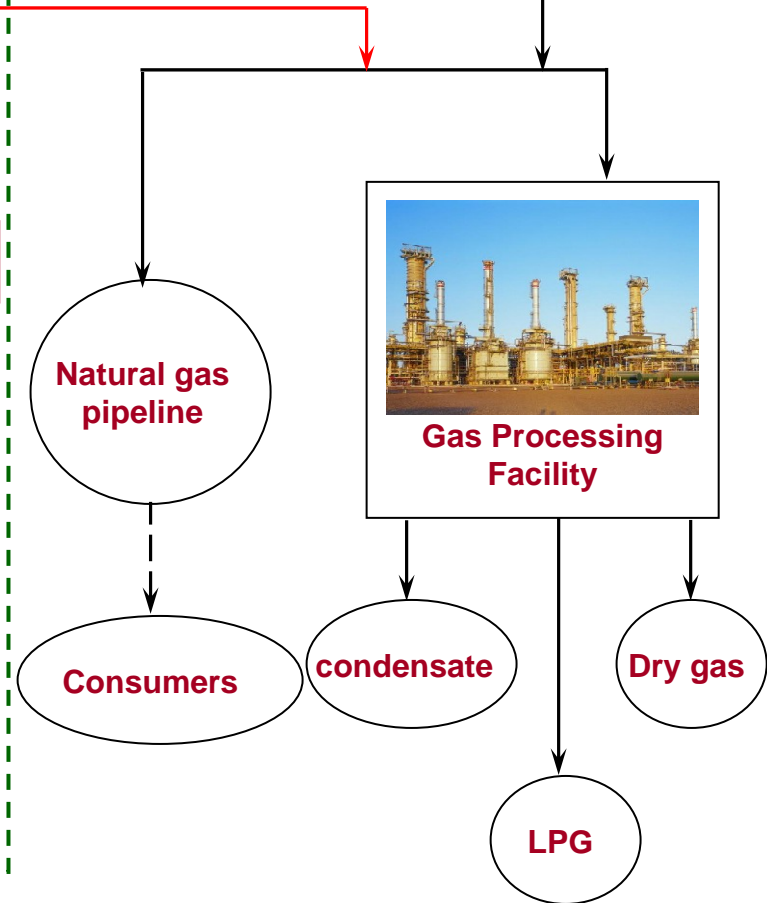 Natural gas
pipeline
Gas Processing
Facility
Consumers
condensate
Dry gas
LPG